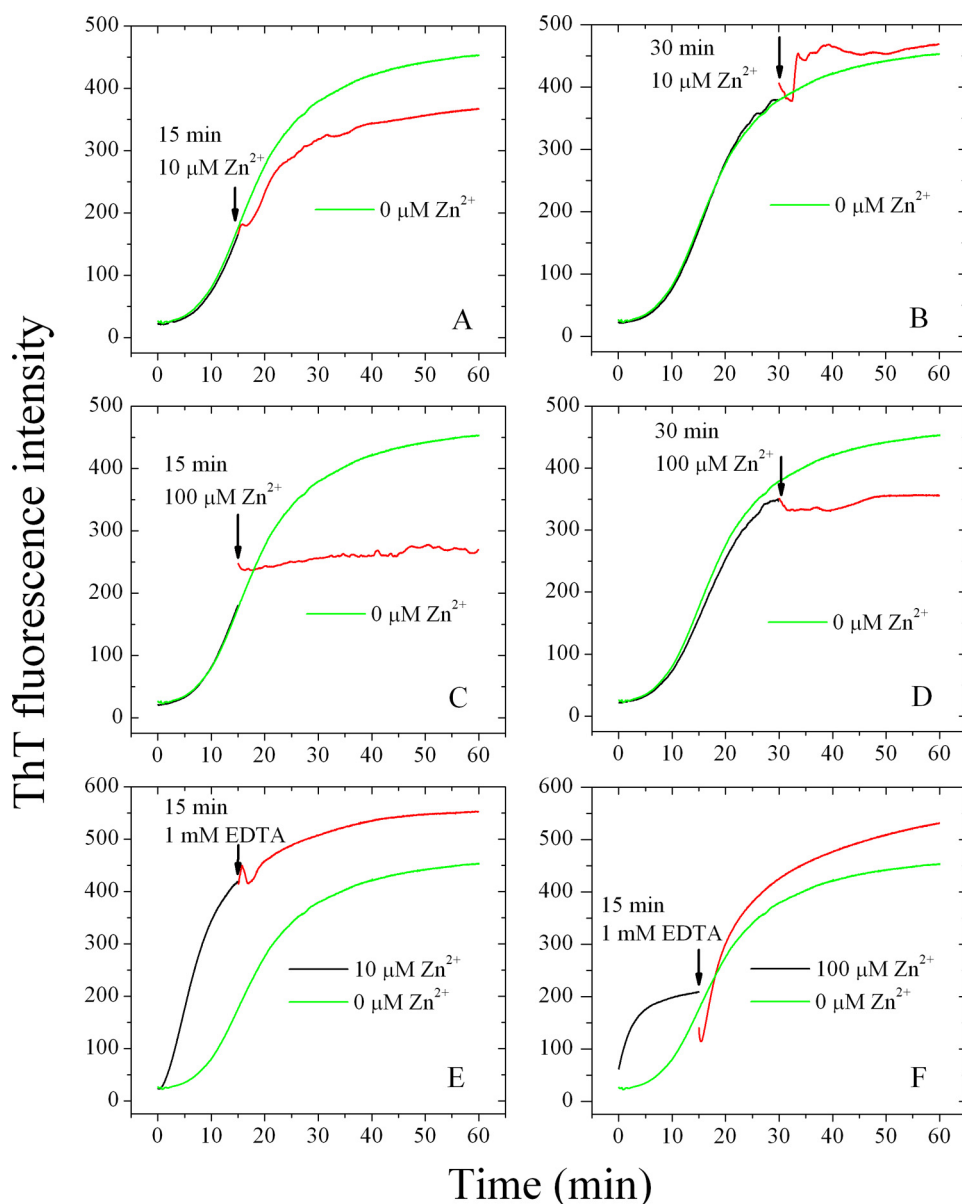 ThT fluorescence intensity
500
400
300
200
100
0
15 min
10 μM Zn²⁺
0 μM Zn²⁺
A
0 10 20 30 40 50 60
500
400
300
200
100
0
30 min
10 μM Zn²⁺
0 μM Zn²⁺
B
0 10 20 30 40 50 60
500
400
300
200
100
0
15 min
100 μM Zn²⁺
0 μM Zn²⁺
C
0 10 20 30 40 50 60
500
400
300
200
100
0
30 min
100 μM Zn²⁺
0 μM Zn²⁺
D
0 10 20 30 40 50 60
600
500
400
300
200
100
0
15 min
1 mM EDTA
10 μM Zn²⁺
0 μM Zn²⁺
E
0 10 20 30 40 50 60
600
500
400
300
200
100
0
15 min
1 mM EDTA
100 μM Zn²⁺
0 μM Zn²⁺
F
0 10 20 30 40 50 60
Time (min)